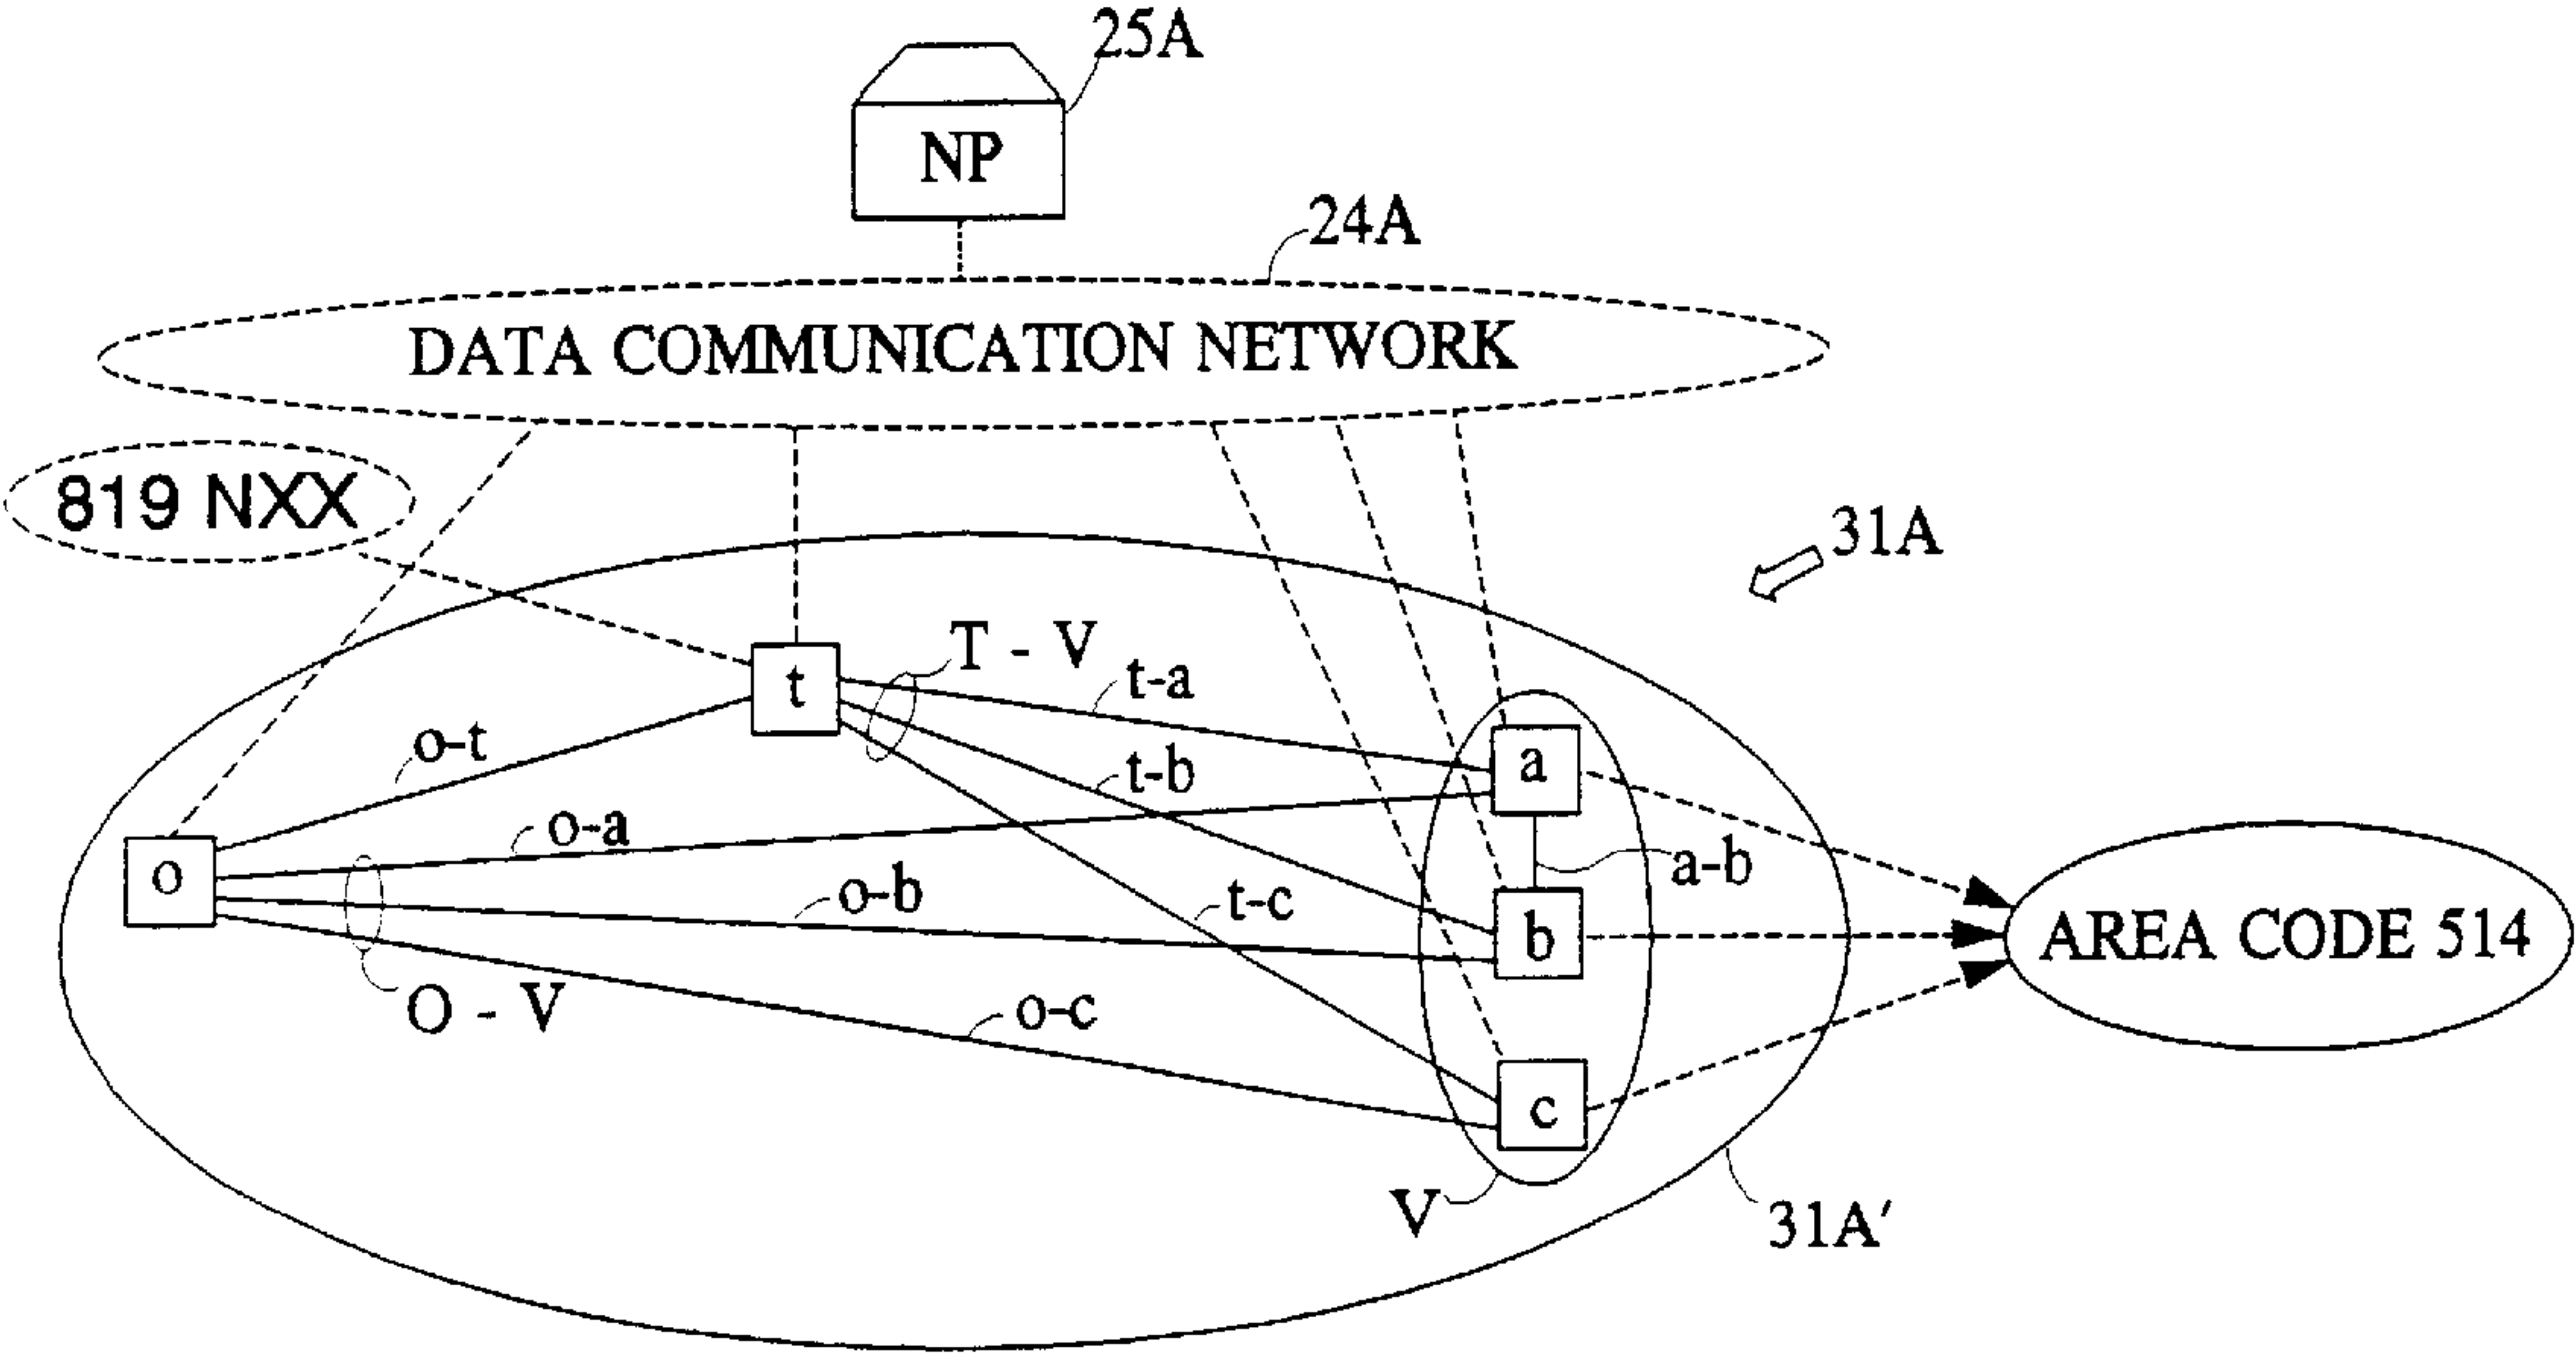 25A
NP
24A
DATA COMMUNICATION NETWORK
819 NXX
31A
T - V
t-a
t
o-t
t-b
a
o-a
a-b
o
o-b
t-c
b
AREA CODE 514
O - V
o-c
c
V
31A'